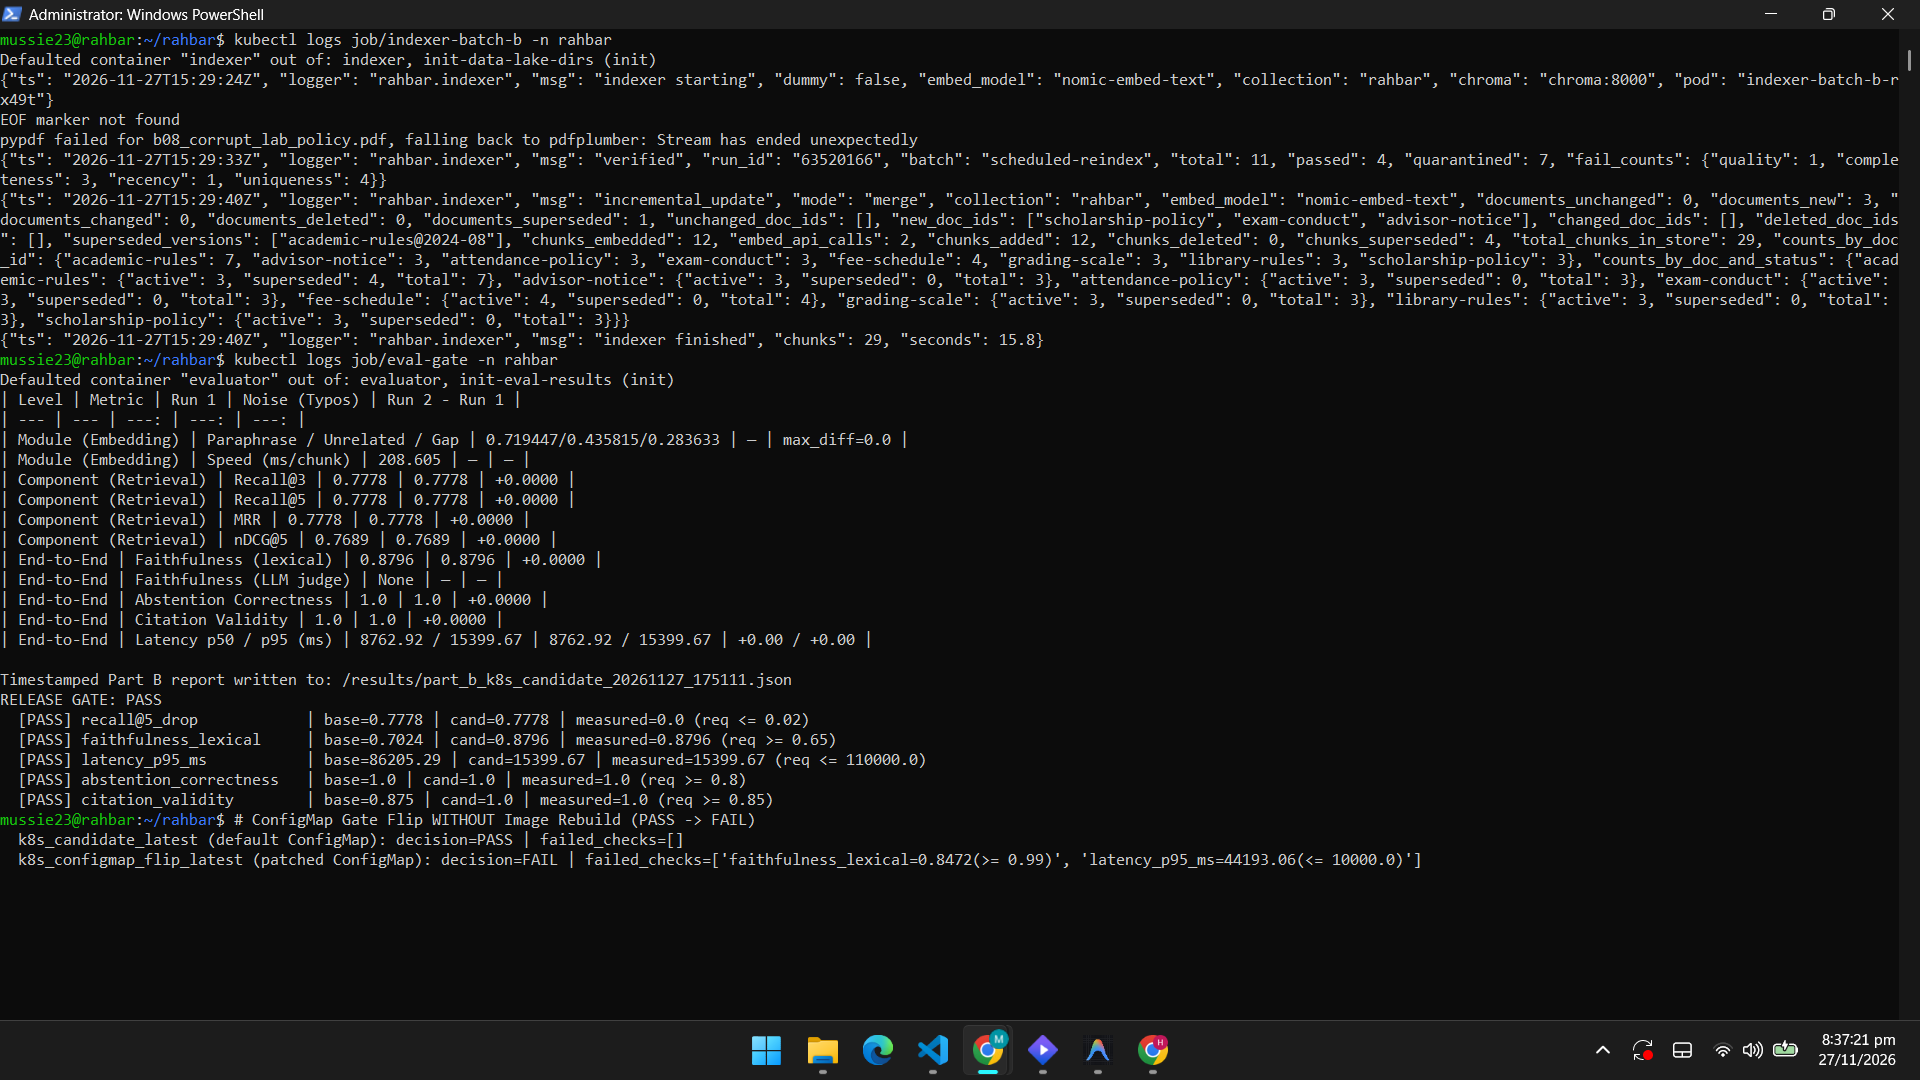 Administrator: Windows PowerShell
mussie23@rahbar:~/rahbar$ kubectl logs job/indexer-batch-b -n rahbar
Defaulted container "indexer" out of: indexer, init-data-lake-dirs (init)
{"ts": "2026-11-27T15:29:24Z", "logger": "rahbar.indexer", "msg": "indexer starting", "dummy": false, "embed_model": "nomic-embed-text", "collection": "rahbar", "chroma": "chroma:8000", "pod": "indexer-batch-b-r
x49t"}
EOF marker not found
pypdf failed for b08_corrupt_lab_policy.pdf, falling back to pdfplumber: Stream has ended unexpectedly
{"ts": "2026-11-27T15:29:33Z", "logger": "rahbar.indexer", "msg": "verified", "run_id": "63520166", "batch": "scheduled-reindex", "total": 11, "passed": 4, "quarantined": 7, "fail_counts": {"quality": 1, "comple
teness": 3, "recency": 1, "uniqueness": 4}}
{"ts": "2026-11-27T15:29:40Z", "logger": "rahbar.indexer", "msg": "incremental_update", "mode": "merge", "collection": "rahbar", "embed_model": "nomic-embed-text", "documents_unchanged": 0, "documents_new": 3, "
documents_changed": 0, "documents_deleted": 0, "documents_superseded": 1, "unchanged_doc_ids": [], "new_doc_ids": ["scholarship-policy", "exam-conduct", "advisor-notice"], "changed_doc_ids": [], "deleted_doc_ids
": [], "superseded_versions": ["academic-rules@2024-08"], "chunks_embedded": 12, "embed_api_calls": 2, "chunks_added": 12, "chunks_deleted": 0, "chunks_superseded": 4, "total_chunks_in_store": 29, "counts_by_doc
_id": {"academic-rules": 7, "advisor-notice": 3, "attendance-policy": 3, "exam-conduct": 3, "fee-schedule": 4, "grading-scale": 3, "library-rules": 3, "scholarship-policy": 3}, "counts_by_doc_and_status": {"acad
emic-rules": {"active": 3, "superseded": 4, "total": 7}, "advisor-notice": {"active": 3, "superseded": 0, "total": 3}, "attendance-policy": {"active": 3, "superseded": 0, "total": 3}, "exam-conduct": {"active":
3, "superseded": 0, "total": 3}, "fee-schedule": {"active": 4, "superseded": 0, "total": 4}, "grading-scale": {"active": 3, "superseded": 0, "total": 3}, "library-rules": {"active": 3, "superseded": 0, "total":
3}, "scholarship-policy": {"active": 3, "superseded": 0, "total": 3}}}
{"ts": "2026-11-27T15:29:40Z", "logger": "rahbar.indexer", "msg": "indexer finished", "chunks": 29, "seconds": 15.8}
mussie23@rahbar:~/rahbar$ kubectl logs job/eval-gate -n rahbar
Defaulted container "evaluator" out of: evaluator, init-eval-results (init)
| Level | Metric | Run 1 | Noise (Typos) | Run 2 - Run 1 |
| --- | --- | ---: | ---: | ---: |
| Module (Embedding) | Paraphrase / Unrelated / Gap | 0.719447/0.435815/0.283633 | — | max_diff=0.0 |
| Module (Embedding) | Speed (ms/chunk) | 208.605 | — | — |
| Component (Retrieval) | Recall@3 | 0.7778 | 0.7778 | +0.0000 |
| Component (Retrieval) | Recall@5 | 0.7778 | 0.7778 | +0.0000 |
| Component (Retrieval) | MRR | 0.7778 | 0.7778 | +0.0000 |
| Component (Retrieval) | nDCG@5 | 0.7689 | 0.7689 | +0.0000 |
| End-to-End | Faithfulness (lexical) | 0.8796 | 0.8796 | +0.0000 |
| End-to-End | Faithfulness (LLM judge) | None | — | — |
| End-to-End | Abstention Correctness | 1.0 | 1.0 | +0.0000 |
| End-to-End | Citation Validity | 1.0 | 1.0 | +0.0000 |
| End-to-End | Latency p50 / p95 (ms) | 8762.92 / 15399.67 | 8762.92 / 15399.67 | +0.00 / +0.00 |
Timestamped Part B report written to: /results/part_b_k8s_candidate_20261127_175111.json
RELEASE GATE: PASS
[PASS] recall@5_drop | base=0.7778 | cand=0.7778 | measured=0.0 (req <= 0.02)
[PASS] faithfulness_lexical | base=0.7024 | cand=0.8796 | measured=0.8796 (req >= 0.65)
[PASS] latency_p95_ms | base=86205.29 | cand=15399.67 | measured=15399.67 (req <= 110000.0)
[PASS] abstention_correctness | base=1.0 | cand=1.0 | measured=1.0 (req >= 0.8)
[PASS] citation_validity | base=0.875 | cand=1.0 | measured=1.0 (req >= 0.85)
mussie23@rahbar:~/rahbar$ # ConfigMap Gate Flip WITHOUT Image Rebuild (PASS -> FAIL)
k8s_candidate_latest (default ConfigMap): decision=PASS | failed_checks=[]
k8s_configmap_flip_latest (patched ConfigMap): decision=FAIL | failed_checks=['faithfulness_lexical=0.8472(>= 0.99)', 'latency_p95_ms=44193.06(<= 10000.0)']
M
H
8:37:21 pm
27/11/2026